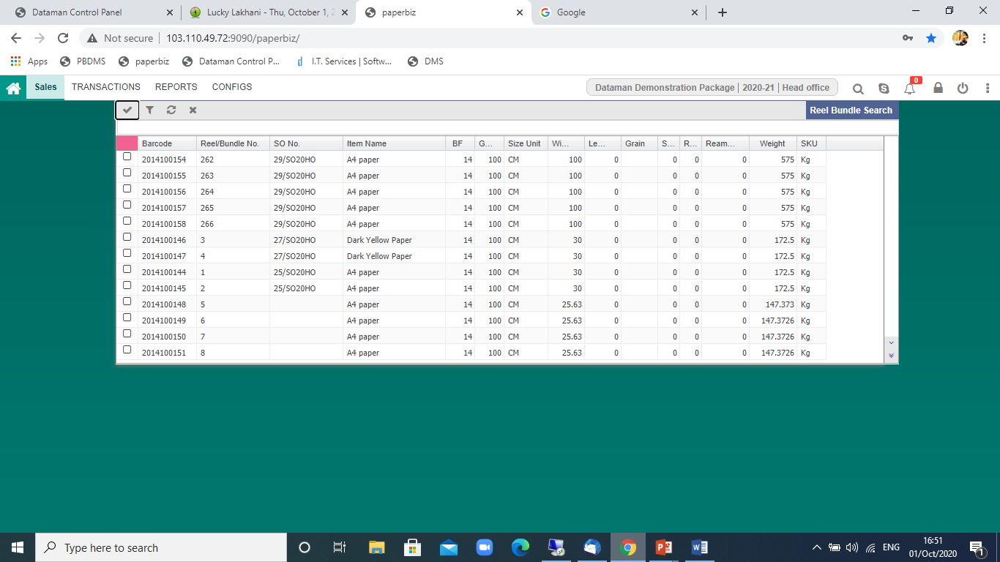 Dataman Control Panel
Lucky Lakhani - Thu, October 1, 2
paperbiz
Google
Not secure
103.110.49.72:9090/paperbiz/
Apps PBDMS paperbiz Dataman Control P... I.T. Services | Softw... DMS
Sales TRANSACTIONS REPORTS CONFIGS Dataman Demonstration Package | 2020-21 | Head office 0
Reel Bundle Search
Barcode Reel/Bundle No. SO No. Item Name BF G... Size Unit Wi... Le... Grain S... R... Ream... Weight SKU
2014100154 262 29/SO20HO A4 paper 14 100 CM 100 0 0 0 0 575 Kg
2014100155 263 29/SO20HO A4 paper 14 100 CM 100 0 0 0 0 575 Kg
2014100156 264 29/SO20HO A4 paper 14 100 CM 100 0 0 0 0 575 Kg
2014100157 265 29/SO20HO A4 paper 14 100 CM 100 0 0 0 0 575 Kg
2014100158 266 29/SO20HO A4 paper 14 100 CM 100 0 0 0 0 575 Kg
2014100146 3 27/SO20HO Dark Yellow Paper 14 100 CM 30 0 0 0 0 172.5 Kg
2014100147 4 27/SO20HO Dark Yellow Paper 14 100 CM 30 0 0 0 0 172.5 Kg
2014100144 1 25/SO20HO A4 paper 14 100 CM 30 0 0 0 0 172.5 Kg
2014100145 2 25/SO20HO A4 paper 14 100 CM 30 0 0 0 0 172.5 Kg
2014100148 5 A4 paper 14 100 CM 25.63 0 0 0 0 147.373 Kg
2014100149 6 A4 paper 14 100 CM 25.63 0 0 0 0 147.3726 Kg
2014100150 7 A4 paper 14 100 CM 25.63 0 0 0 0 147.3726 Kg
2014100151 8 A4 paper 14 100 CM 25.63 0 0 0 0 147.3726 Kg
Type here to search
ENG
16:51
01/Oct/2020
1